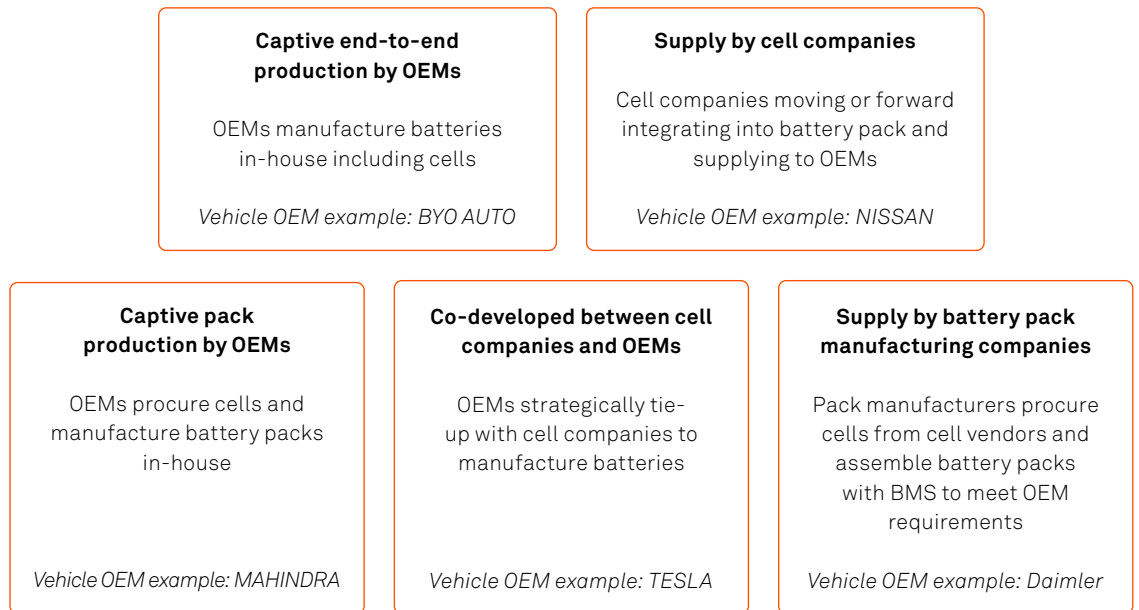 Captive end-to-end
production by OEMs
OEMs manufacture batteries
in-house including cells
Vehicle OEM example: BYO AUTO
Supply by cell companies
Cell companies moving or forward
integrating into battery pack and
supplying to OEMs
Vehicle OEM example: NISSAN
Captive pack
production by OEMs
OEMs procure cells and
manufacture battery packs
in-house
Vehicle OEM example: MAHINDRA
Co-developed between cell
companies and OEMs
OEMs strategically tie-
up with cell companies to
manufacture batteries
Vehicle OEM example: TESLA
Supply by battery pack
manufacturing companies
Pack manufacturers procure
cells from cell vendors and
assemble battery packs
with BMS to meet OEM
requirements
Vehicle OEM example: Daimler